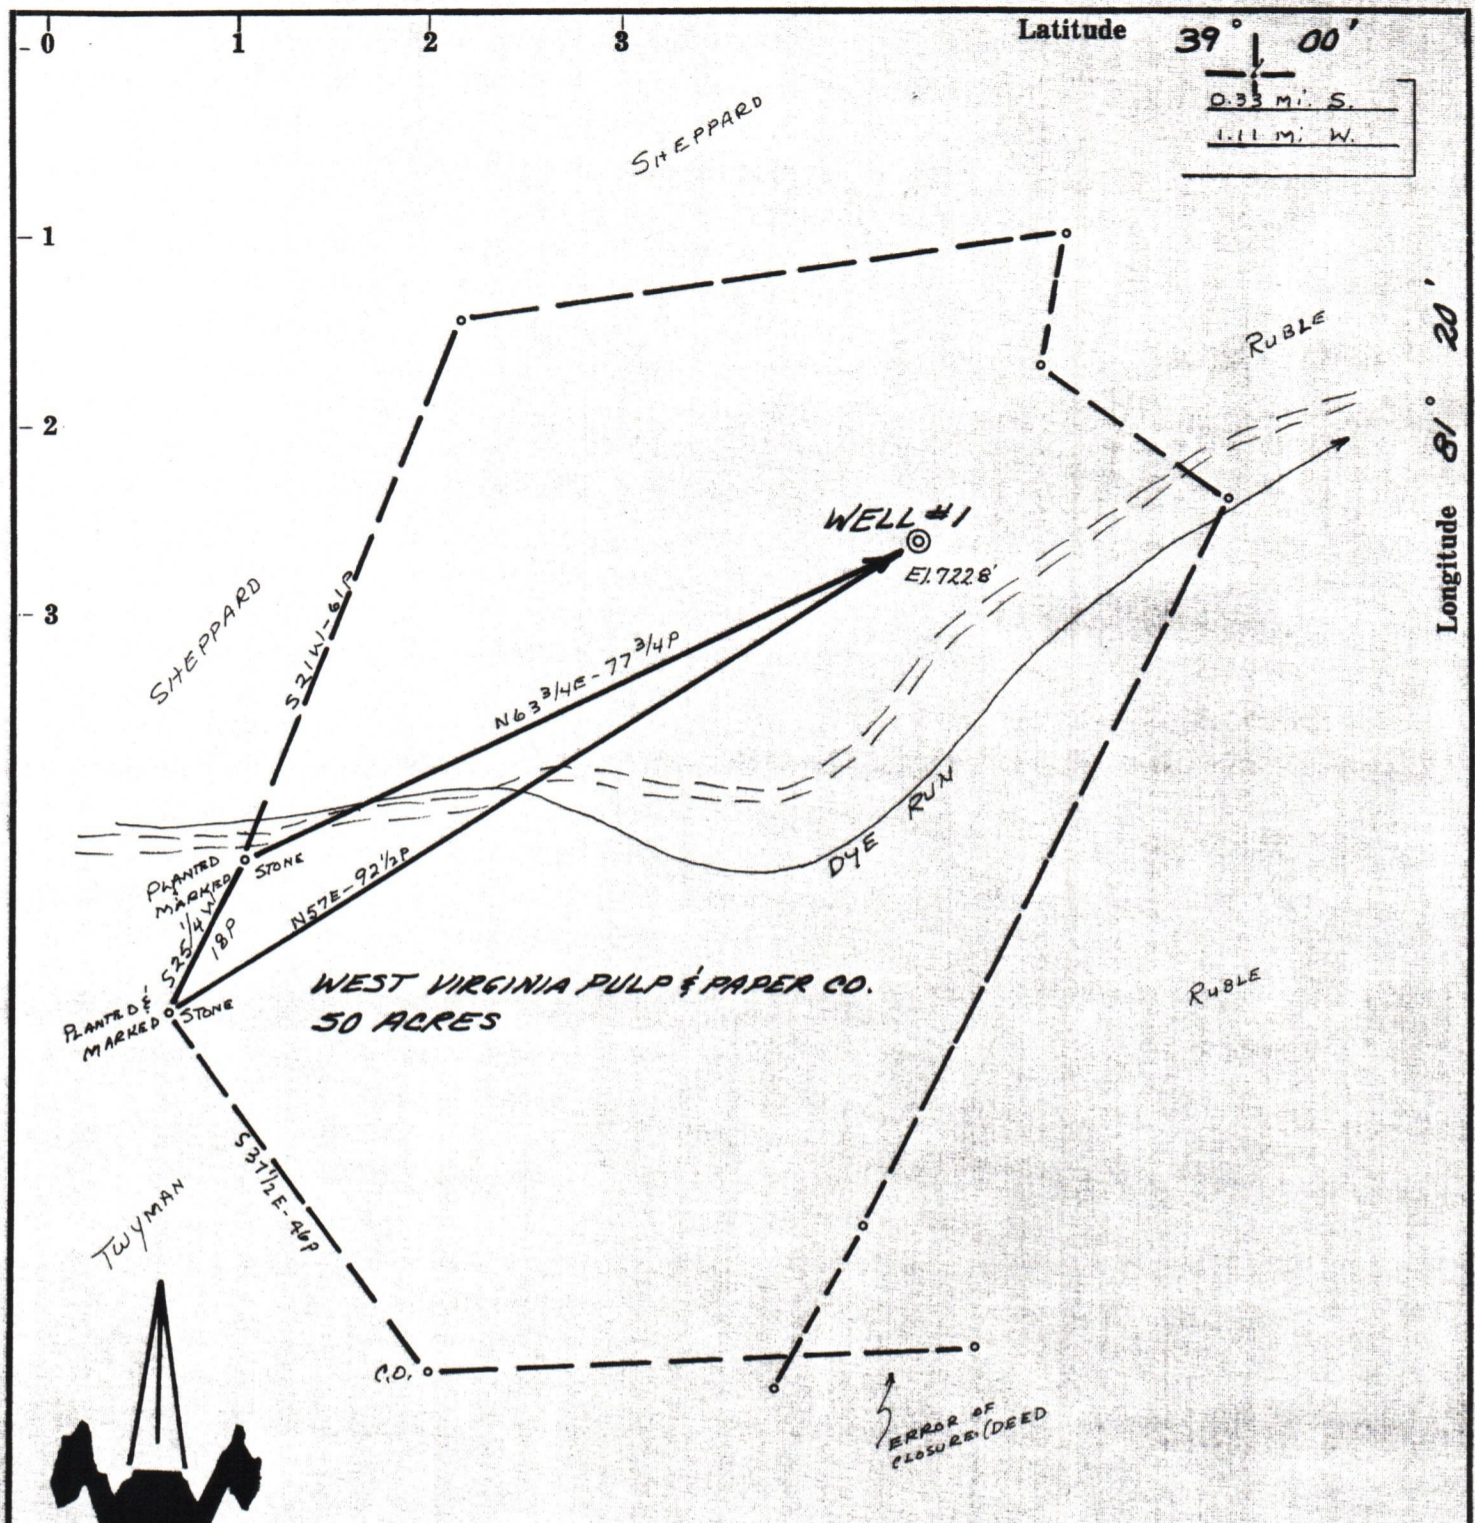 0 1 2 3
Latitude 39° 00'
0.33 Mi. S.
1.11 Mi. W.
1
2
3
Longitude 81° 20'
SHEPPARD
RUBLE
WELL #1
El. 722.8'
SHEPPARD
S21W-61P
N63 3/4E-77 3/4P
DYE RUN
PLANTED
MARKED
STONE
N57E-92 1/2P
S25 1/4W
18P
WEST VIRGINIA PULP & PAPER CO.
50 ACRES
RUBLE
PLANTED &
MARKED
STONE
S37 1/2E-46P
TWYMAN
C.O.
ERROR OF
CLOSURE (DEED